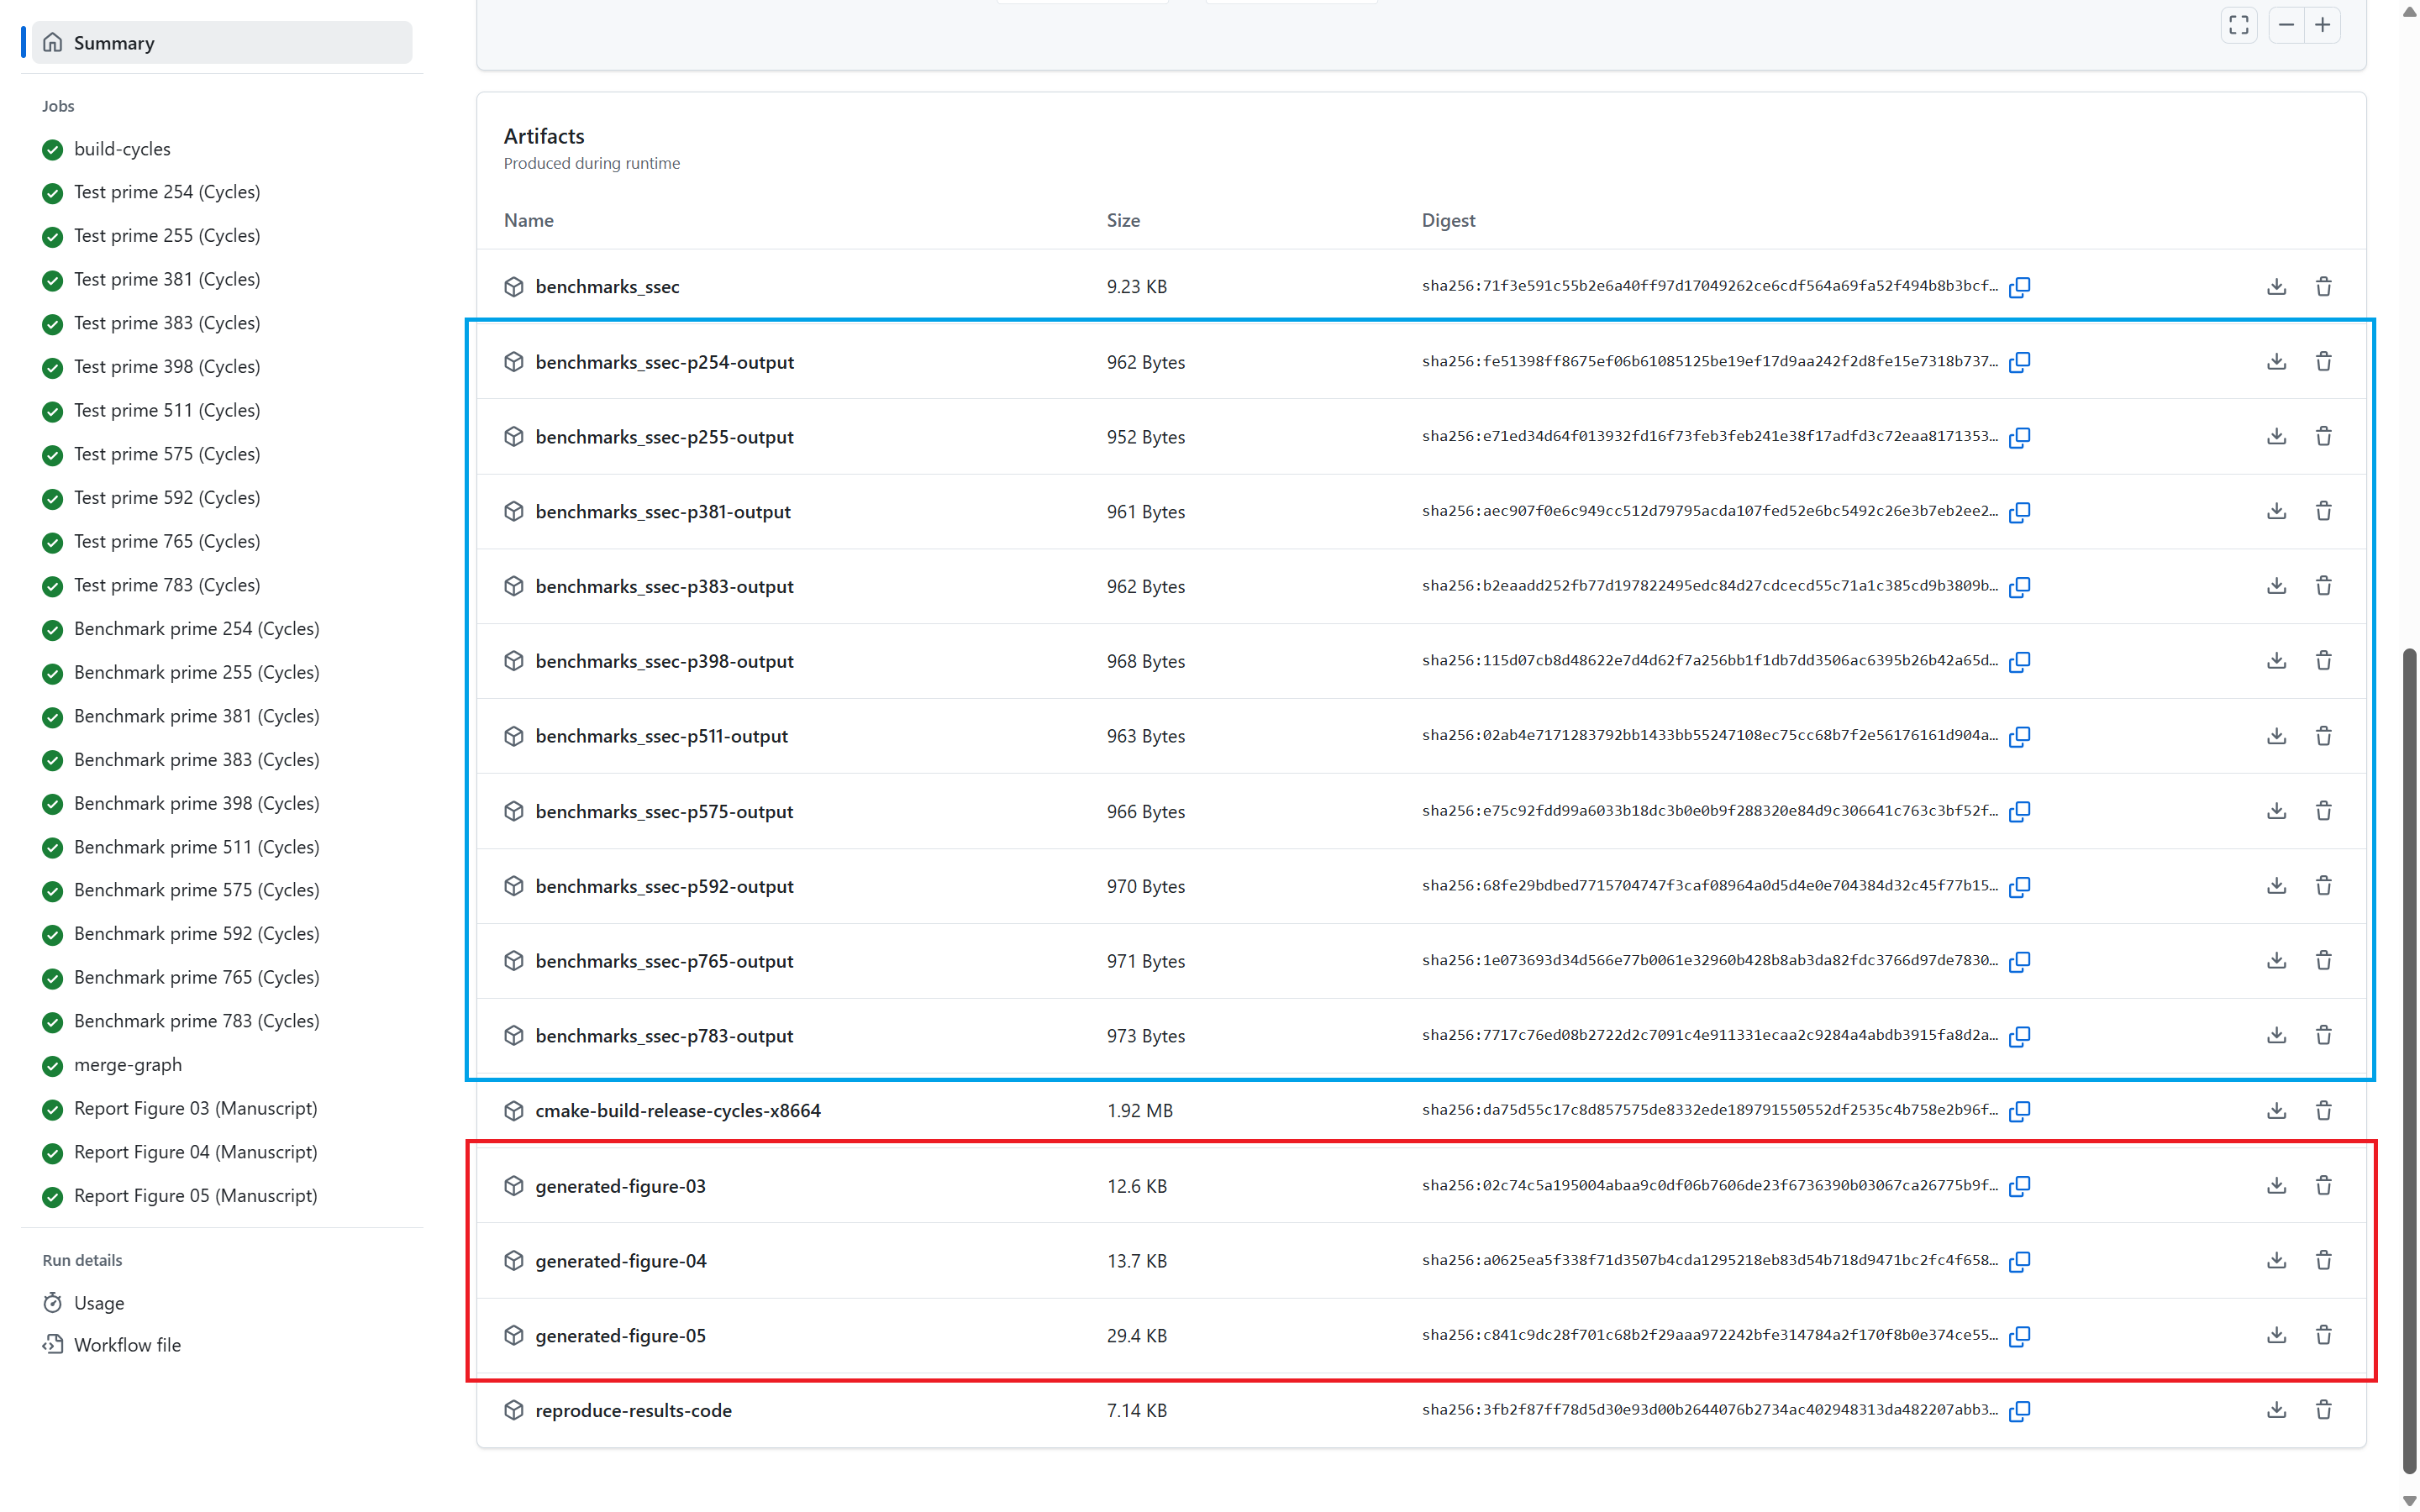 Summary
Jobs
build-cycles
Test prime 254 (Cycles)
Test prime 255 (Cycles)
Test prime 381 (Cycles)
Test prime 383 (Cycles)
Test prime 398 (Cycles)
Test prime 511 (Cycles)
Test prime 575 (Cycles)
Test prime 592 (Cycles)
Test prime 765 (Cycles)
Test prime 783 (Cycles)
Benchmark prime 254 (Cycles)
Benchmark prime 255 (Cycles)
Benchmark prime 381 (Cycles)
Benchmark prime 383 (Cycles)
Benchmark prime 398 (Cycles)
Benchmark prime 511 (Cycles)
Benchmark prime 575 (Cycles)
Benchmark prime 592 (Cycles)
Benchmark prime 765 (Cycles)
Benchmark prime 783 (Cycles)
merge-graph
Report Figure 03 (Manuscript)
Report Figure 04 (Manuscript)
Report Figure 05 (Manuscript)
Run details
Usage
Workflow file
Artifacts
Produced during runtime
Name Size Digest
benchmarks_ssec 9.23 KB sha256:71f3e591c55b2e6a40ff97d17049262ce6cdf564a69fa52f494b8b3bcf…
benchmarks_ssec-p254-output 962 Bytes sha256:fe51398ff8675ef06b61085125be19ef17d9aa242f2d8fe15e7318b737…
benchmarks_ssec-p255-output 952 Bytes sha256:e71ed34d64f013932fd16f73feb3feb241e38f17adfd3c72eaa8171353…
benchmarks_ssec-p381-output 961 Bytes sha256:aec907f0e6c949cc512d79795acda107fed52e6bc5492c26e3b7eb2ee2…
benchmarks_ssec-p383-output 962 Bytes sha256:b2eaadd252fb77d197822495edc84d27cdcecd55c71a1c385cd9b3809b…
benchmarks_ssec-p398-output 968 Bytes sha256:115d07cb8d48622e7d4d62f7a256bb1f1db7dd3506ac6395b26b42a65d…
benchmarks_ssec-p511-output 963 Bytes sha256:02ab4e7171283792bb1433bb55247108ec75cc68b7f2e56176161d904a…
benchmarks_ssec-p575-output 966 Bytes sha256:e75c92fdd99a6033b18dc3b0e0b9f288320e84d9c306641c763c3bf52f…
benchmarks_ssec-p592-output 970 Bytes sha256:68fe29bdbed7715704747f3caf08964a0d5d4e0e704384d32c45f77b15…
benchmarks_ssec-p765-output 971 Bytes sha256:1e073693d34d566e77b0061e32960b428b8ab3da82fdc3766d97de7830…
benchmarks_ssec-p783-output 973 Bytes sha256:7717c76ed08b2722d2c7091c4e911331ecaa2c9284a4abdb3915fa8d2a…
cmake-build-release-cycles-x8664 1.92 MB sha256:da75d55c17c8d857575de8332ede189791550552df2535c4b758e2b96f…
generated-figure-03 12.6 KB sha256:02c74c5a195004abaa9c0df06b7606de23f6736390b03067ca26775b9f…
generated-figure-04 13.7 KB sha256:a0625ea5f338f71d3507b4cda1295218eb83d54b718d9471bc2fc4f658…
generated-figure-05 29.4 KB sha256:c841c9dc28f701c68b2f29aaa972242bfe314784a2f170f8b0e374ce55…
reproduce-results-code 7.14 KB sha256:3fb2f87ff78d5d30e93d00b2644076b2734ac402948313da482207abb3…